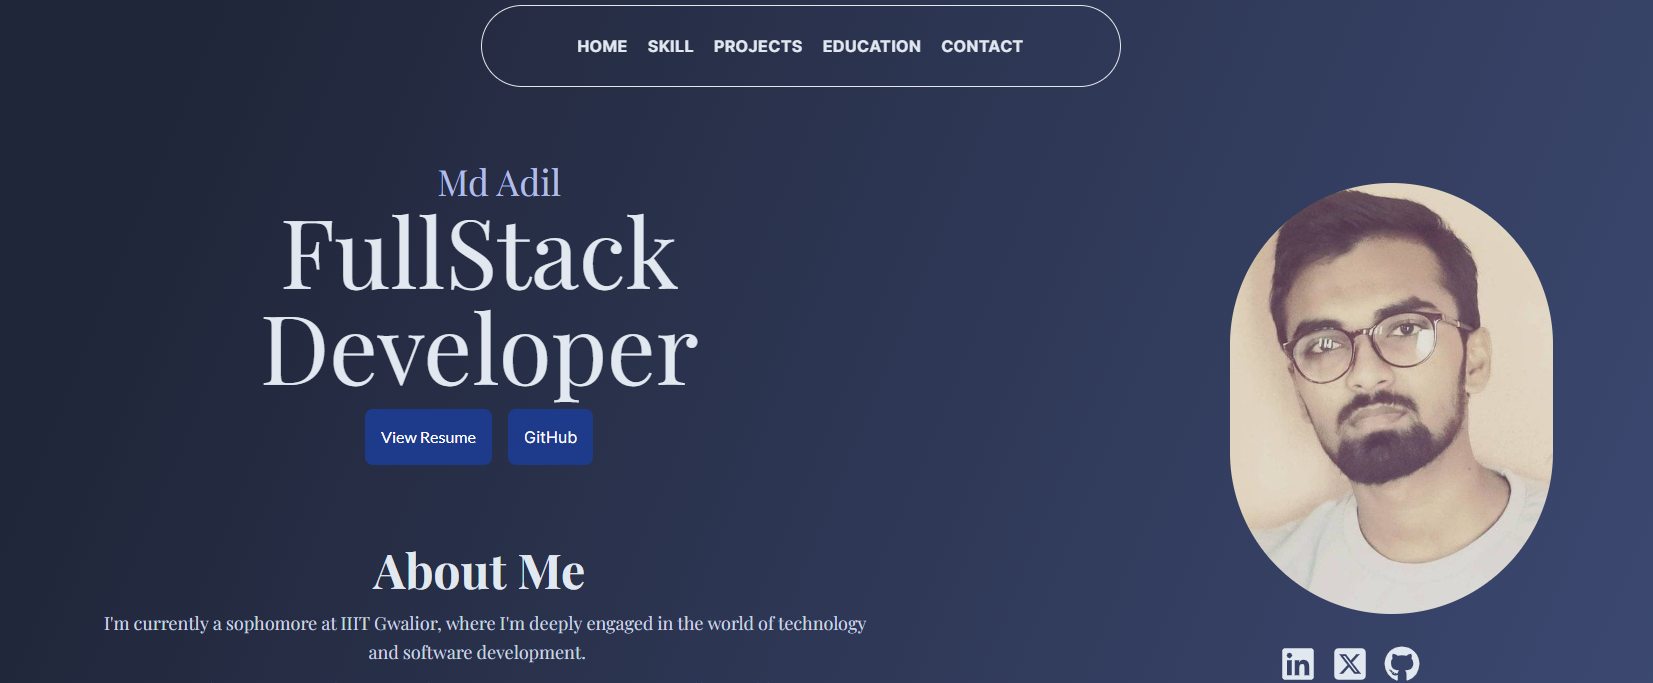 HOME SKILL PROJECTS EDUCATION CONTACT
Md Adil
FullStack
Developer
View Resume GitHub
About Me
I'm currently a sophomore at IIIT Gwalior, where I'm deeply engaged in the world of technology
and software development.
in X